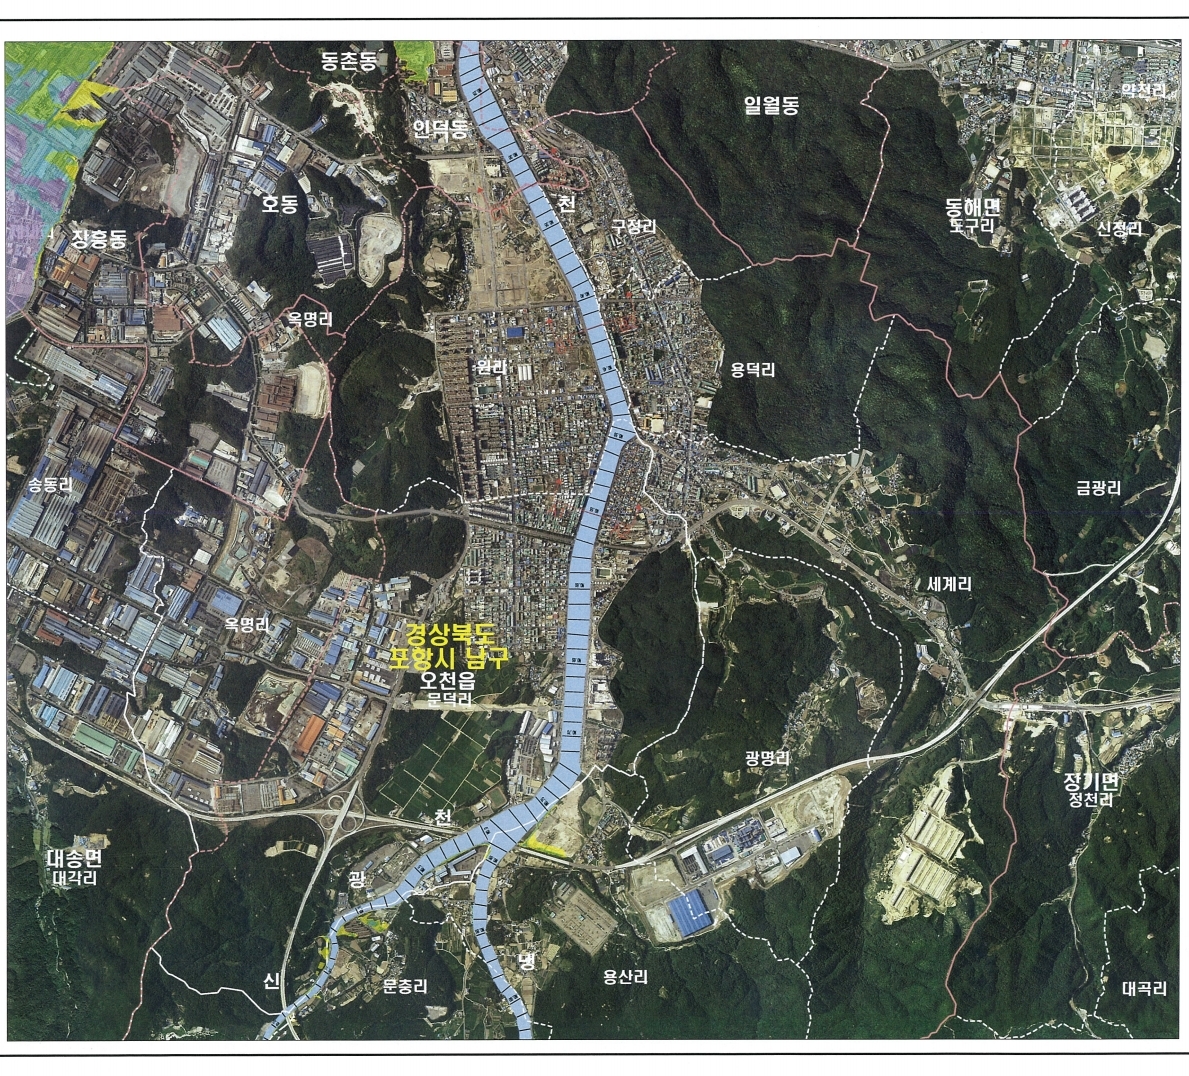 동촌동
약전리
인덕동
일월동
호동
천
동해면
도구리
구정리
신정리
장흥동
옥명리
원리
용덕리
송동리
금광리
세계리
옥명리
경상북도
포항시 남구
오천읍
문덕리
광명리
장기면
정천리
천
대송면
대각리
광
냉
용산리
신
문충리
대곡리